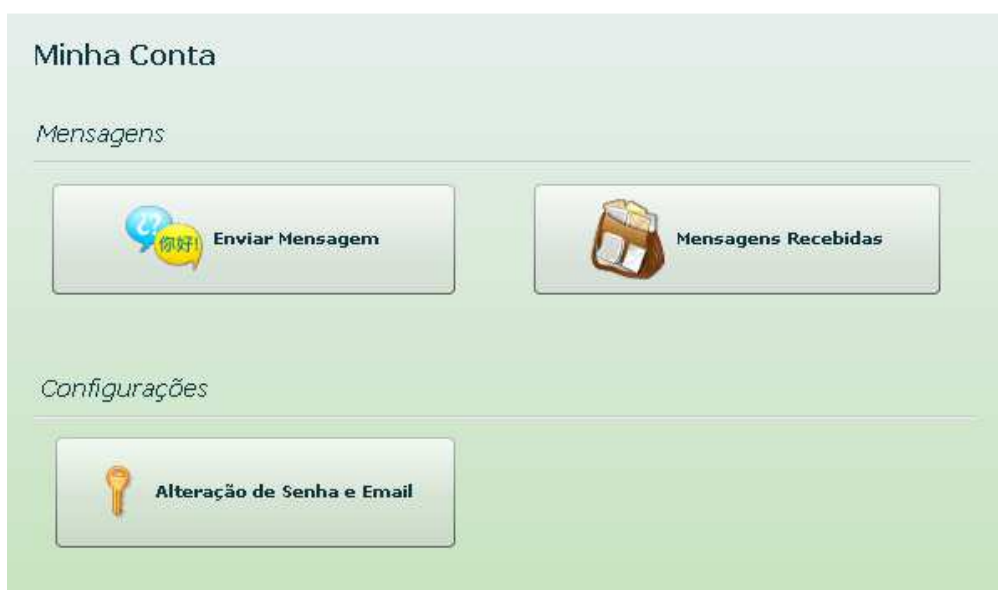 Minha Conta
Mensagens
??
你好!
Enviar Mensagem
Mensagens Recebidas
Configurações
Alteração de Senha e Email